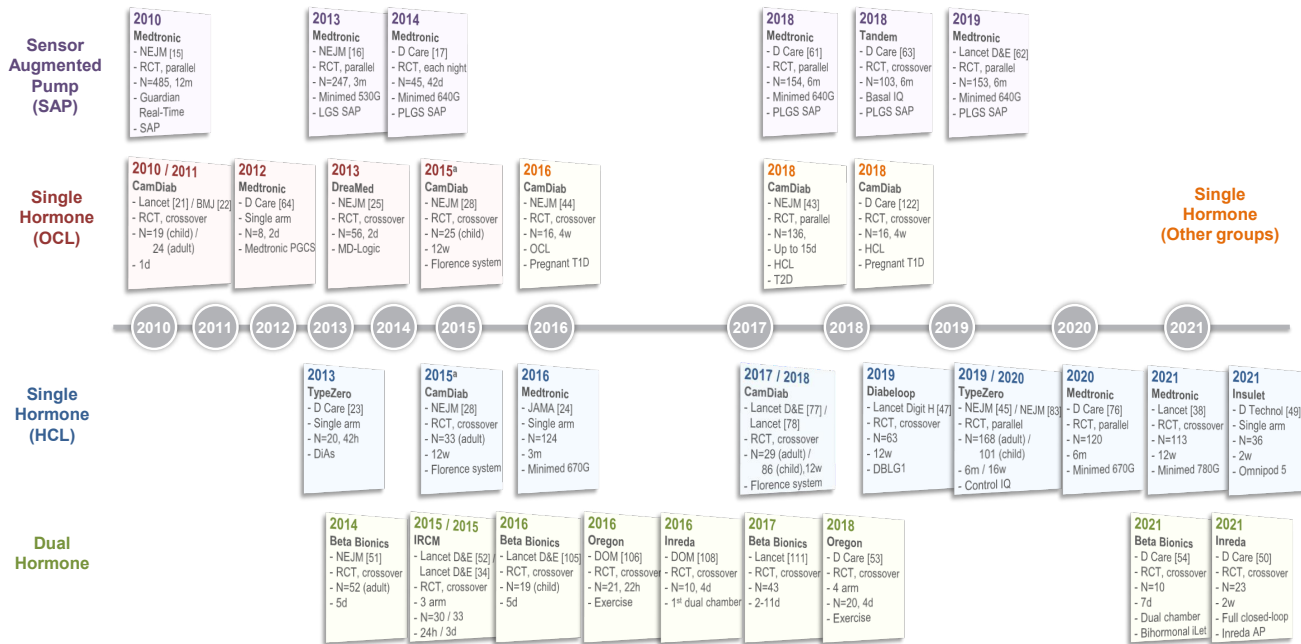 Sensor
Augmented
Pump
(SAP)
2010
Medtronic
- NEJM [15]
- RCT, parallel
- N=485, 12m
- Guardian
Real-Time
- SAP
2013
Medtronic
- NEJM [16]
- RCT, parallel
- N=247, 3m
- Minimed 530G
- LGS SAP
2014
Medtronic
- D Care [17]
- RCT, each night
- N=45, 42d
- Minimed 640G
- PLGS SAP
2018
Medtronic
- D Care [61]
- RCT, parallel
- N=154, 6m
- Minimed 640G
- PLGS SAP
2018
Tandem
- D Care [63]
- RCT, crossover
- N=103, 6m
- Basal IQ
- PLGS SAP
2019
Medtronic
- Lancet D&E [62]
- RCT, parallel
- N=153, 6m
- Minimed 640G
- PLGS SAP
Single
Hormone
(OCL)
2010 / 2011
CamDiab
- Lancet [21] / BMJ [22]
- RCT, crossover
- N=19 (child) /
24 (adult)
- 1d
2012
Medtronic
- D Care [64]
- Single arm
- N=8, 2d
- Medtronic PGCS
2013
DreaMed
- NEJM [25]
- RCT, crossover
- N=56, 2d
- MD-Logic
2015a
CamDiab
- NEJM [28]
- RCT, crossover
- N=25 (child)
- 12w
- Florence system
2016
CamDiab
- NEJM [44]
- RCT, crossover
- N=16, 4w
- OCL
- Pregnant T1D
2018
CamDiab
- NEJM [43]
- RCT, parallel
- N=136,
- Up to 15d
- HCL
- T2D
2018
CamDiab
- D Care [122]
- RCT, crossover
- N=16, 4w
- HCL
- Pregnant T1D
Single
Hormone
(Other groups)
2010
2011
2012
2013
2014
2015
2016
2017
2018
2019
2020
2021
Single
Hormone
(HCL)
2013
TypeZero
- D Care [23]
- Single arm
- N=20, 42h
- DiAs
2015a
CamDiab
- NEJM [28]
- RCT, crossover
- N=33 (adult)
- 12w
- Florence system
2016
Medtronic
- JAMA [24]
- Single arm
- N=124
- 3m
- Minimed 670G
2017 / 2018
CamDiab
- Lancet D&E [77] /
Lancet [78]
- RCT, crossover
- N=29 (adult) /
86 (child),12w
- Florence system
2019
Diabeloop
- Lancet Digit H [47]
- RCT, crossover
- N=63
- 12w
- DBLG1
2019 / 2020
TypeZero
- NEJM [45] / NEJM [83]
- RCT, parallel
- N=168 (adult) /
101 (child)
- 6m / 16w
- Control IQ
2020
Medtronic
- D Care [76]
- RCT, parallel
- N=120
- 6m
- Minimed 670G
2021
Medtronic
- Lancet [38]
- RCT, crossover
- N=113
- 12w
- Minimed 780G
2021
Insulet
- D Technol [49]
- Single arm
- N=36
- 2w
- Omnipod 5
Dual
Hormone
2014
Beta Bionics
- NEJM [51]
- RCT, crossover
- N=52 (adult)
- 5d
2015 / 2015
IRCM
- Lancet D&E [52] /
Lancet D&E [34]
- RCT, crossover
- 3 arm
- N=30 / 33
- 24h / 3d
2016
Beta Bionics
- Lancet D&E [105]
- RCT, crossover
- N=19 (child)
- 5d
2016
Oregon
- DOM [106]
- RCT, crossover
- N=21, 22h
- Exercise
2016
Inreda
- DOM [108]
- RCT, crossover
- N=10, 4d
- 1st dual chamber
2017
Beta Bionics
- Lancet [111]
- RCT, crossover
- N=43
- 2-11d
2018
Oregon
- D Care [53]
- RCT, crossover
- 4 arm
- N=20, 4d
- Exercise
2021
Beta Bionics
- D Care [54]
- RCT, crossover
- N=10
- 7d
- Dual chamber
- Bihormonal iLet
2021
Inreda
- D Care [50]
- RCT, crossover
- N=23
- 2w
- Full closed-loop
- Inreda AP